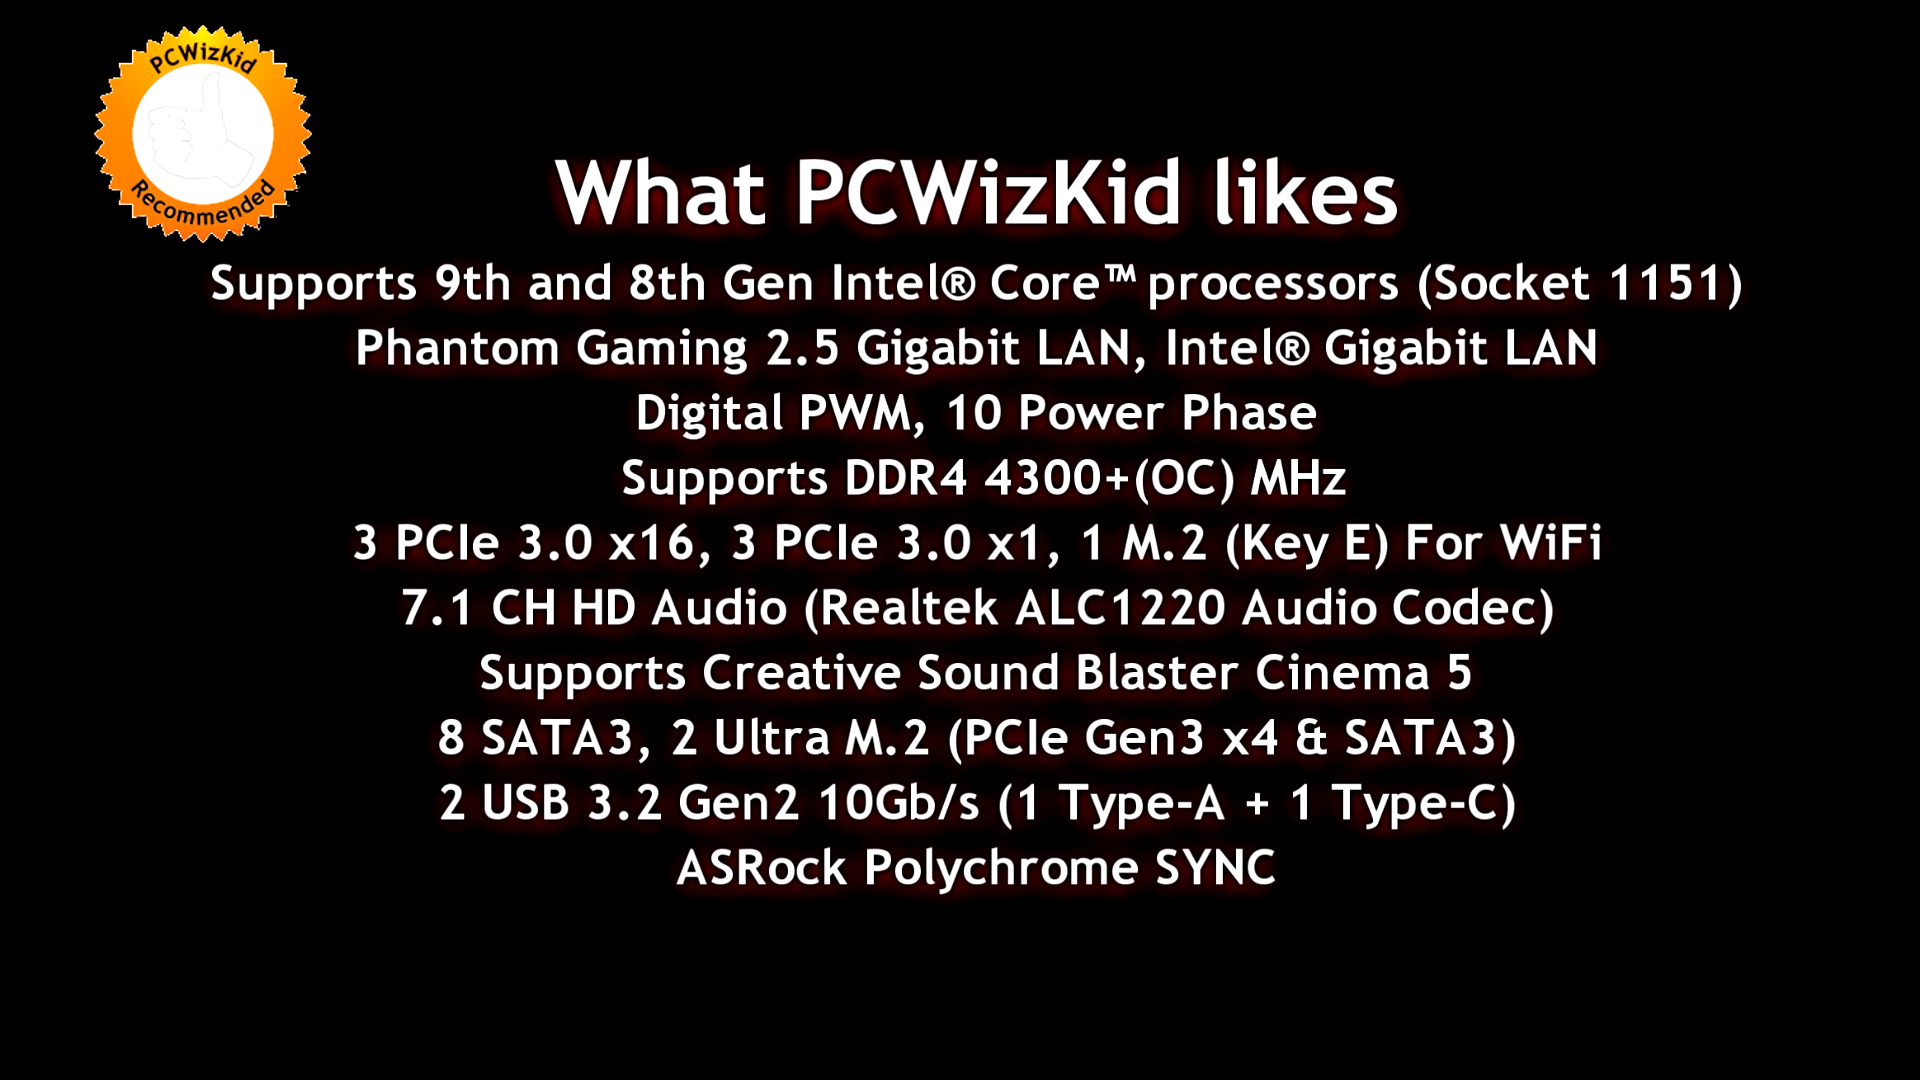 PCWizKid
Recommended
What PCWizKid likes
Supports 9th and 8th Gen Intel® Core™ processors (Socket 1151)
Phantom Gaming 2.5 Gigabit LAN, Intel® Gigabit LAN
Digital PWM, 10 Power Phase
Supports DDR4 4300+(OC) MHz
3 PCIe 3.0 x16, 3 PCIe 3.0 x1, 1 M.2 (Key E) For WiFi
7.1 CH HD Audio (Realtek ALC1220 Audio Codec)
Supports Creative Sound Blaster Cinema 5
8 SATA3, 2 Ultra M.2 (PCIe Gen3 x4 & SATA3)
2 USB 3.2 Gen2 10Gb/s (1 Type-A + 1 Type-C)
ASRock Polychrome SYNC